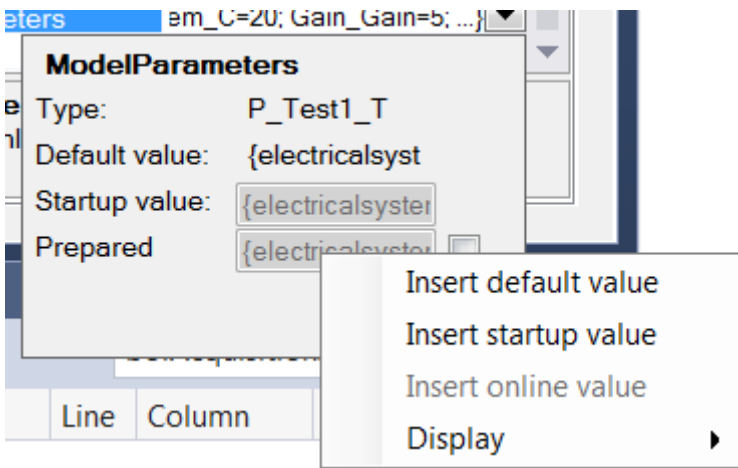 eters em_C=20; Gain_Gain=5; ...}
ModelParameters
Type: P_Test1_T
Default value: {electricalsyst
Startup value: {electricalsyster
Prepared {electricalsyster
Insert default value
Insert startup value
Insert online value
Display
Line Column